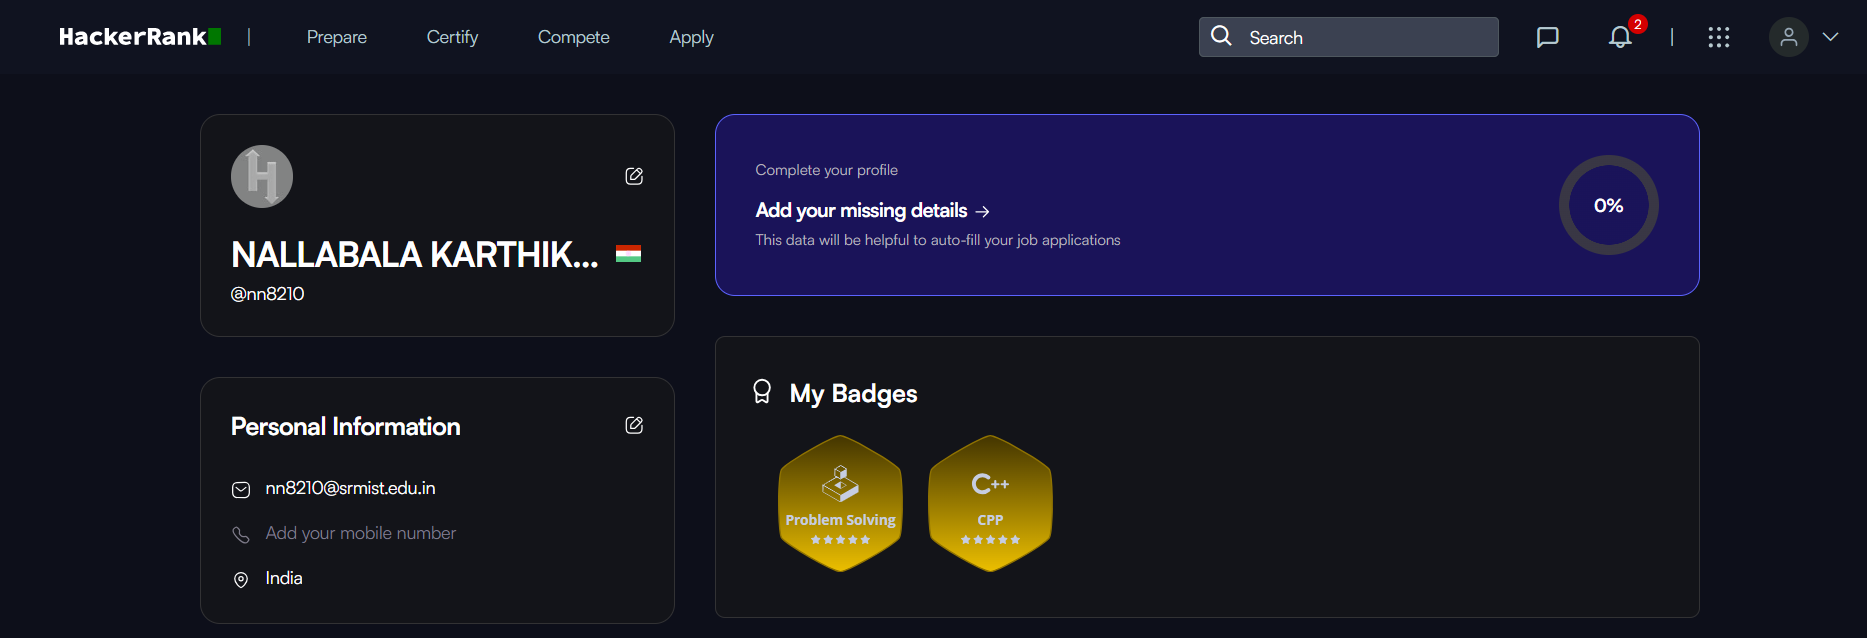 HackerRank | Prepare Certify Compete Apply Search 2
NALLABALA KARTHIK...
@nn8210
Complete your profile
Add your missing details →
This data will be helpful to auto-fill your job applications
0%
Personal Information
nn8210@srmist.edu.in
Add your mobile number
India
My Badges
Problem Solving
C++
CPP